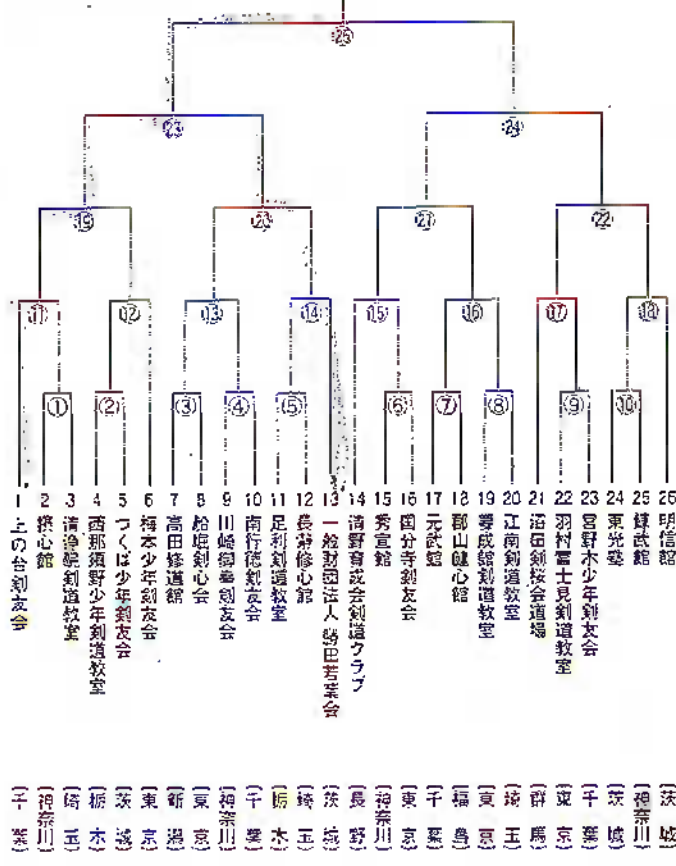 ㉕
㉓ ㉔
⑲ ⑳ ㉑ ㉒
⑪ ⑫ ⑬ ⑭ ⑮ ⑯ ⑰ ⑱
① ② ③ ④ ⑤ ⑥ ⑦ ⑧ ⑨ ⑩
1 上の台剣友会 (千葉)
2 心館 (神奈川)
3 清浄院剣道教室 (埼玉)
4 西那須野少年剣道教室 (栃木)
5 つくば少年剣友会 (茨城)
6 梅本少年剣友会 (東京)
7 高田修道館 (新潟)
8 船堀剣心会 (東京)
9 川崎御幸剣友会 (神奈川)
10 南行徳剣友会 (千葉)
11 足利剣道教室 (栃木)
12 長瀞修心館 (埼玉)
13 一般財団法人 勝田若葉会 (茨城)
14 清野育成会剣道クラブ (長野)
15 秀宣館 (神奈川)
16 国分寺剣友会 (東京)
17 元武館 (千葉)
18 郡山健心館 (福島)
19 成館剣道教室 (東京)
20 江南剣道教室 (埼玉)
21 沼田剣桜会道場 (群馬)
22 羽村富士見剣道教室 (東京)
23 宮野木少年剣友会 (千葉)
24 東光塾 (茨城)
25 錬武館 (神奈川)
26 明信館 (茨城)